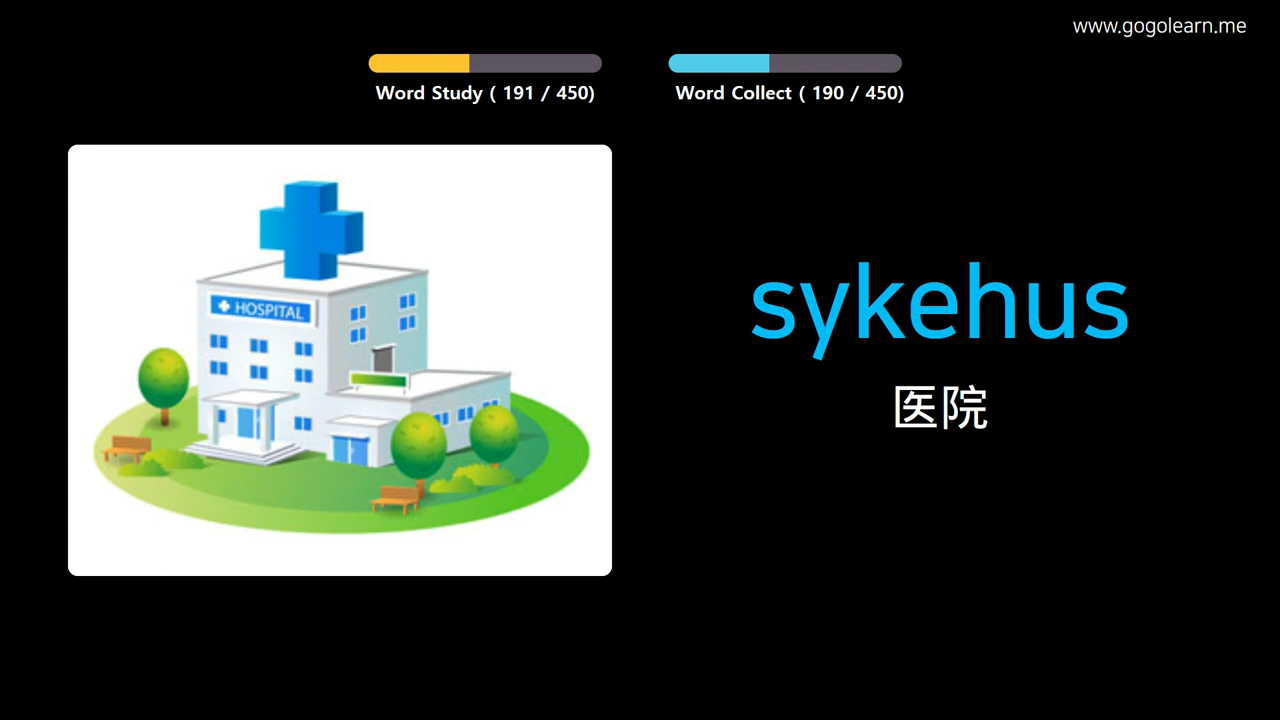 www.gogolearn.me
Word Study ( 191 / 450)
Word Collect ( 190 / 450)
HOSPITAL
sykehus
医院